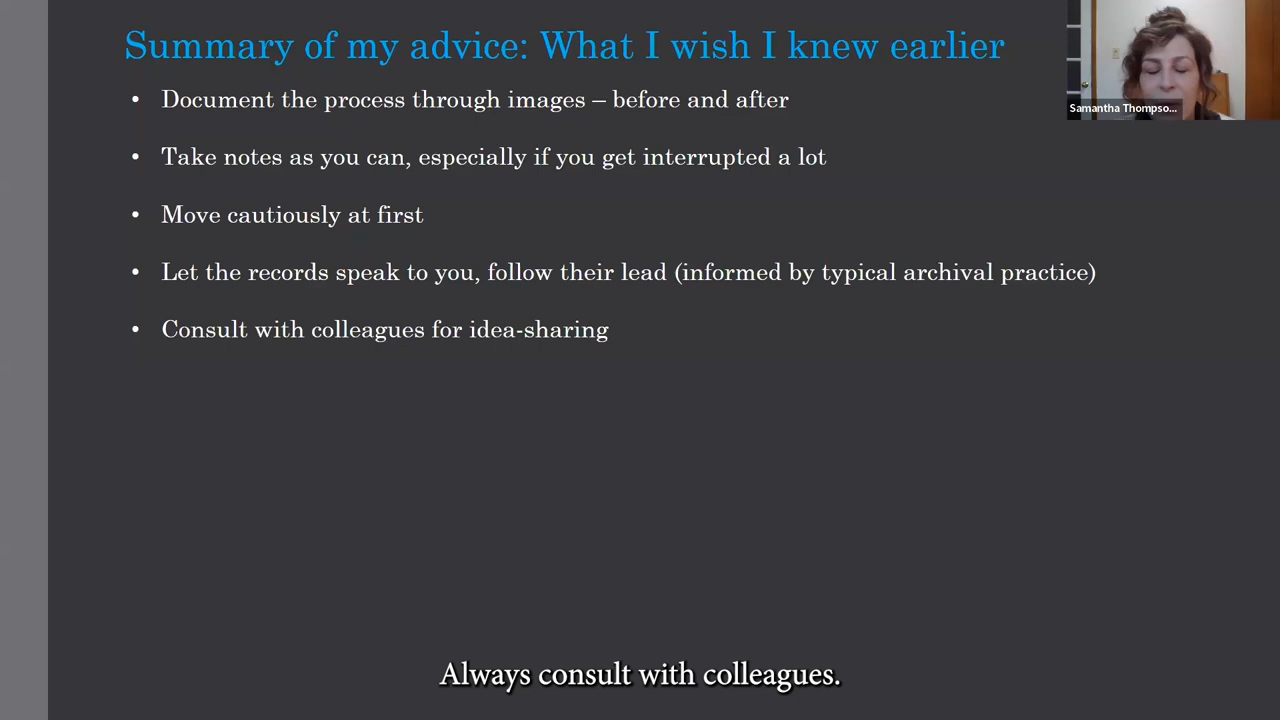 Summary of my advice: What I wish I knew earlier
• Document the process through images – before and after
• Take notes as you can, especially if you get interrupted a lot
• Move cautiously at first
• Let the records speak to you, follow their lead (informed by typical archival practice)
• Consult with colleagues for idea-sharing
Samantha Thompso...
Always consult with colleagues.